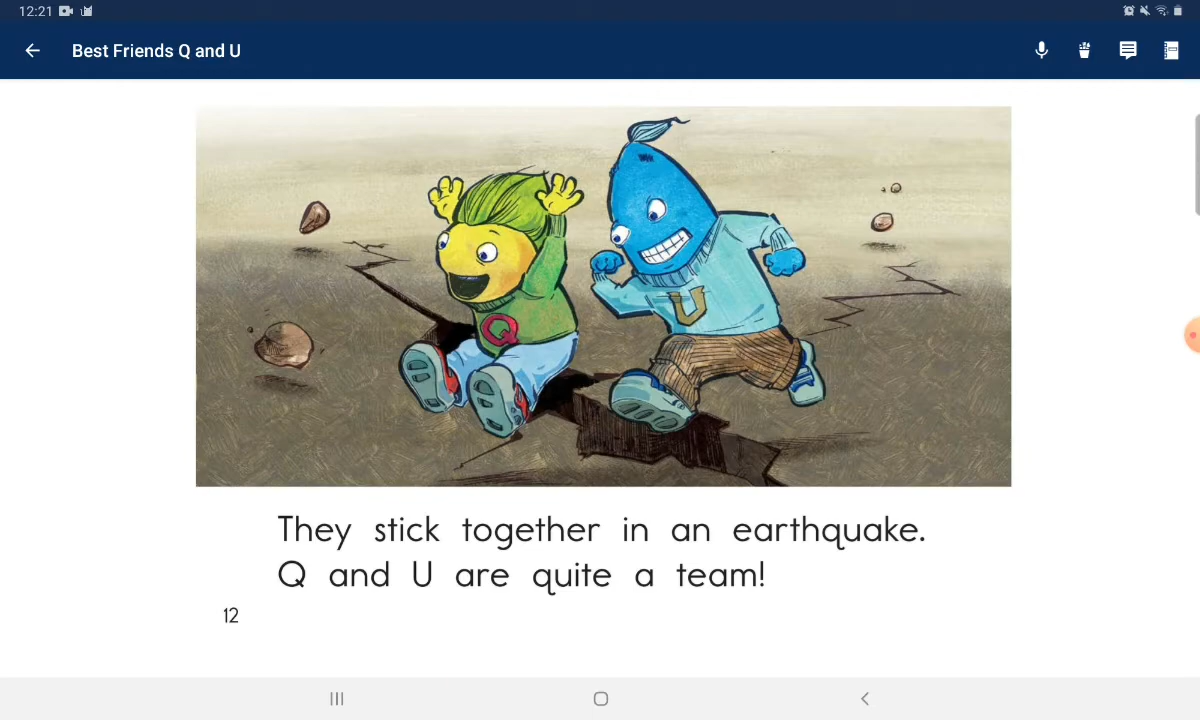 12:21
Best Friends Q and U
Q
U
They stick together in an earthquake.
Q and U are quite a team!
12